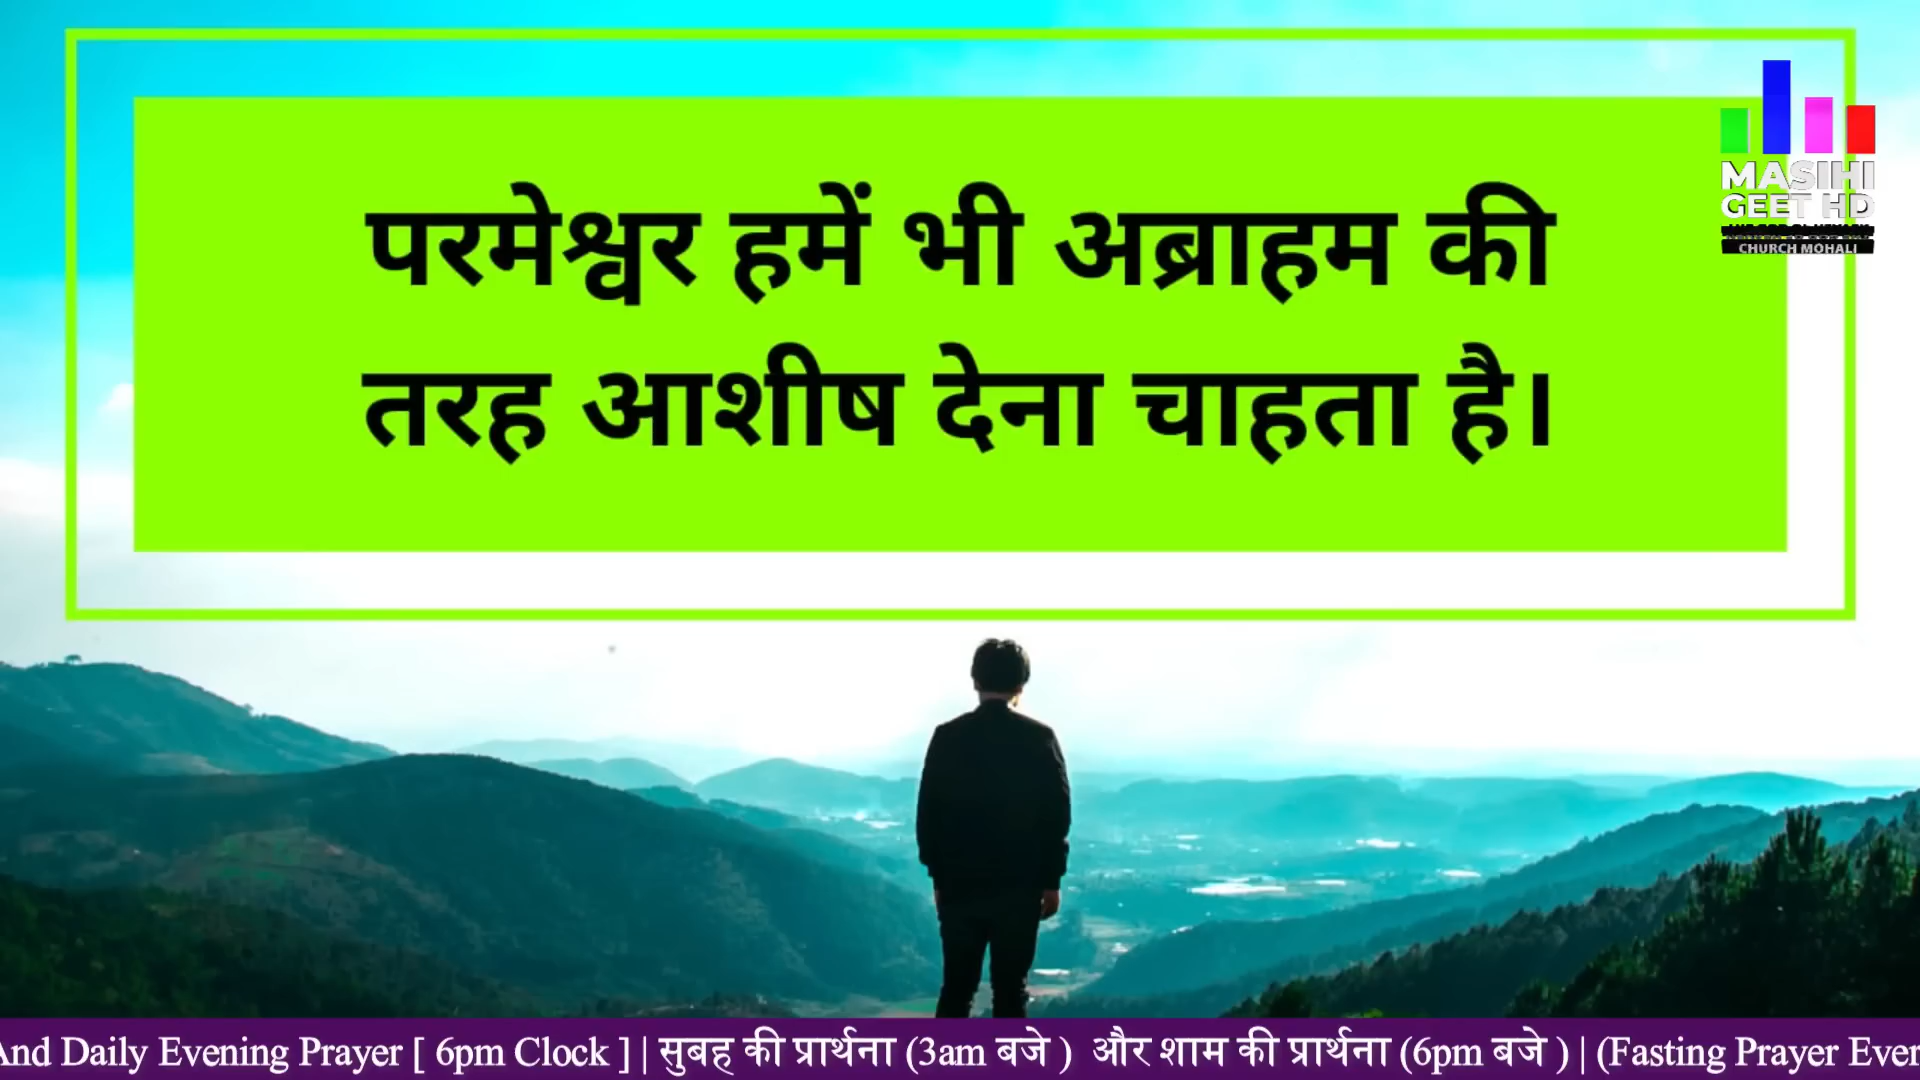 परमेश्वर हमें भी अब्राहम की
तरह आशीष देना चाहता है।
MASIHI
GEET HD
CHURCH MOHALI
And Daily Evening Prayer [ 6pm Clock ] | सुबह की प्रार्थना (3am बजे ) और शाम की प्रार्थना (6pm बजे ) | (Fasting Prayer Ever